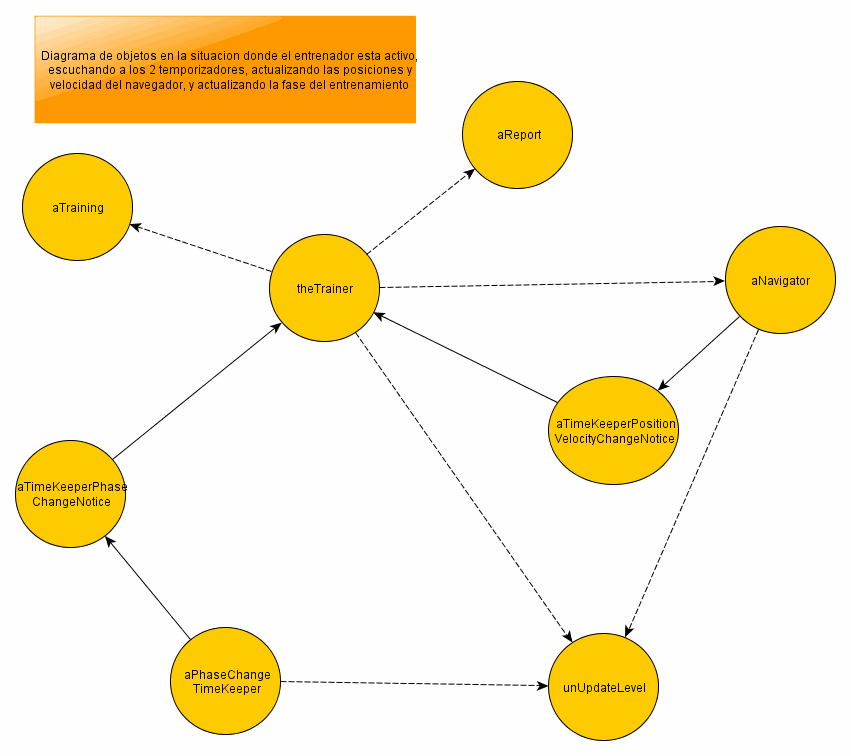 Diagrama de objetos en la situacion donde el entrenador esta activo,
escuchando a los 2 temporizadores, actualizando las posiciones y
velocidad del navegador, y actualizando la fase del entrenamiento
aReport
aTraining
theTrainer
aNavigator
aTimeKeeperPosition
VelocityChangeNotice
aTimeKeeperPhase
ChangeNotice
aPhaseChange
TimeKeeper
unUpdateLevel